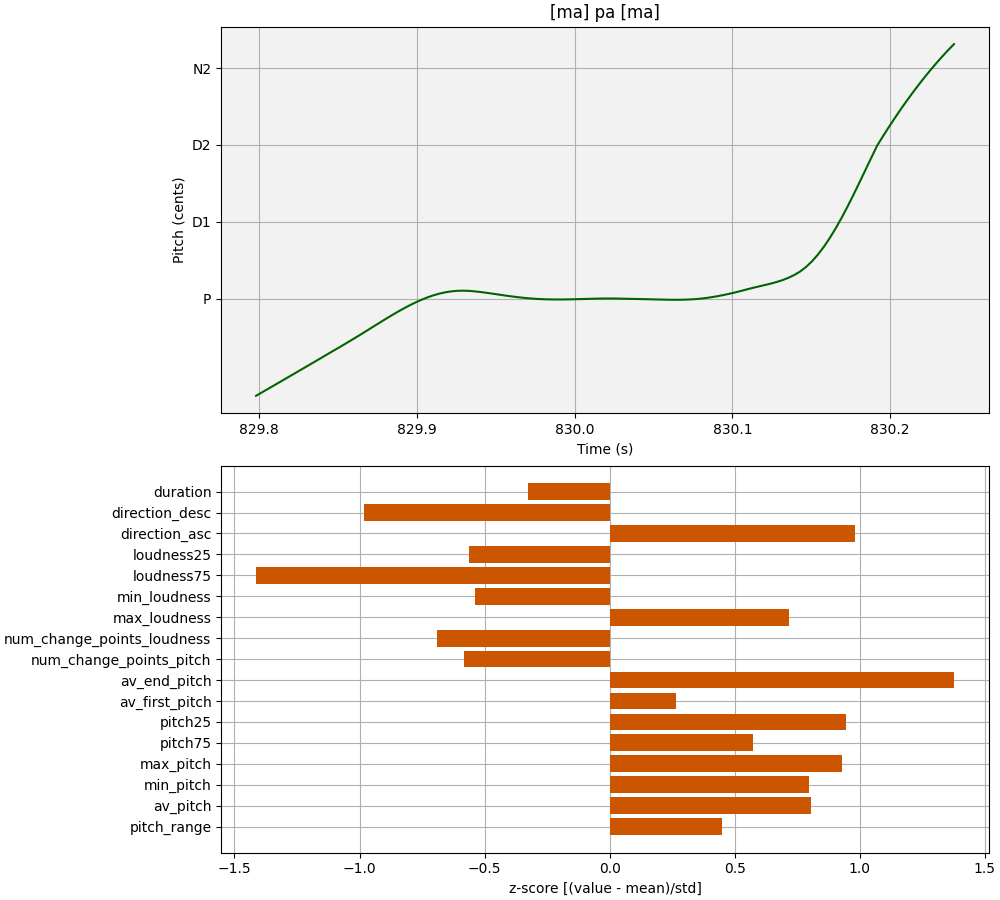 [ma] pa [ma]
Pitch (cents)
N2
D2
D1
P
829.8 829.9 830.0 830.1 830.2
Time (s)
duration
direction_desc
direction_asc
loudness25
loudness75
min_loudness
max_loudness
num_change_points_loudness
num_change_points_pitch
av_end_pitch
av_first_pitch
pitch25
pitch75
max_pitch
min_pitch
av_pitch
pitch_range
−1.5 −1.0 −0.5 0.0 0.5 1.0 1.5
z-score [(value - mean)/std]